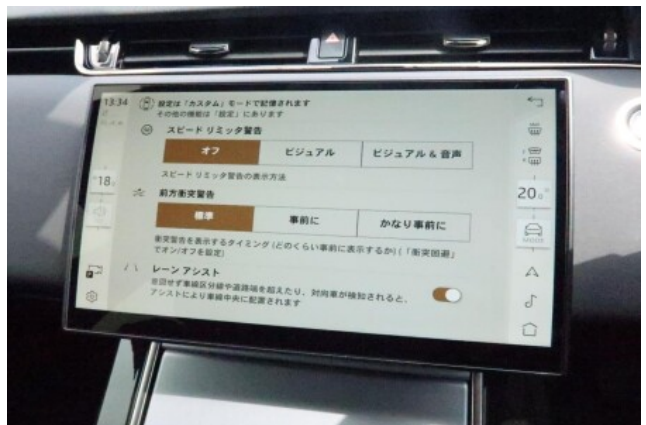 13:34
設定は「カスタム」モードで記憶されます
その他の機能は「設定」にあります
スピード リミッタ警告
オフ
ビジュアル
ビジュアル & 音声
スピード リミッタ警告の表示方法
18
20
前方衝突警告
標準
事前に
かなり事前に
衝突警告を表示するタイミング (どのくらい事前に表示するか) (「衝突回避」
でオン/オフを設定)
レーン アシスト
意図せず車線区分線や道路端を超えたり、対向車が検知されると、
アシストにより車線中央に配置されます